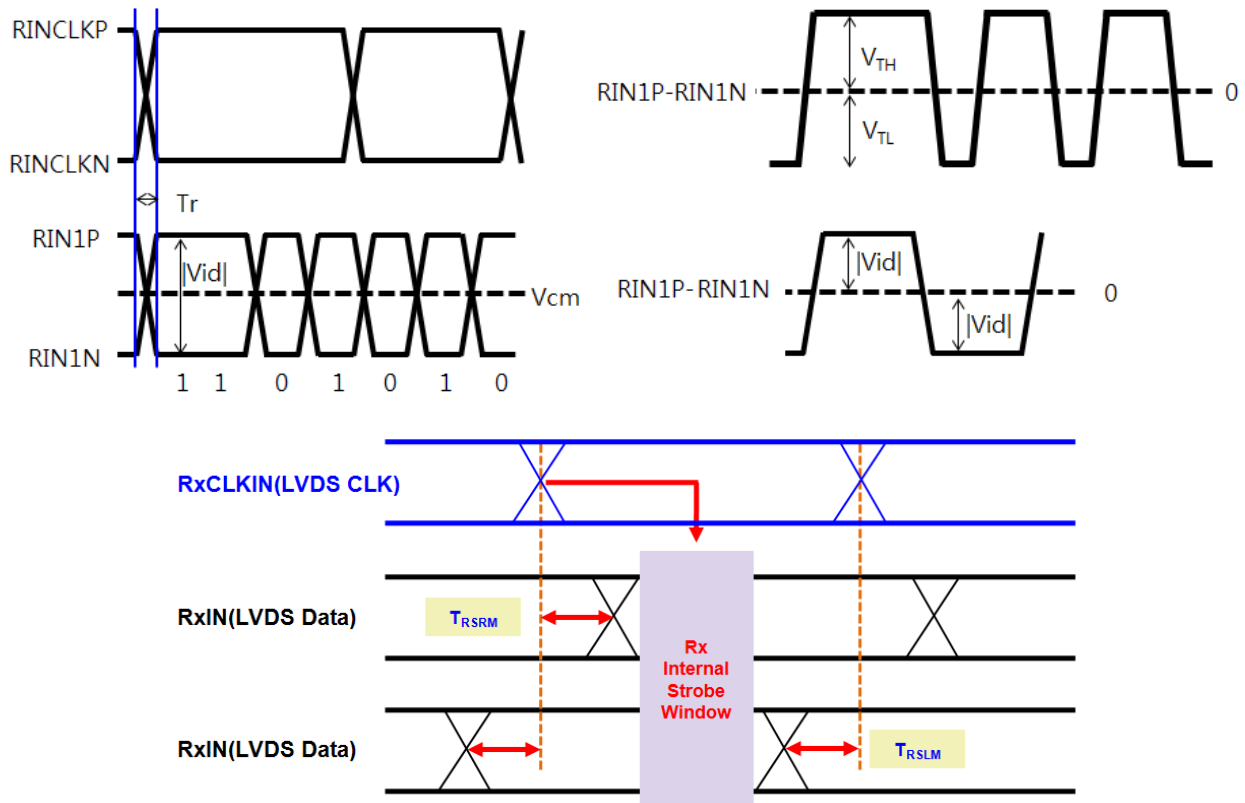 RINCLKP
RINCLKN
Tr
RIN1P
|Vid|
Vcm
RIN1N
1 1 0 1 0 1 0
VTH
RIN1P-RIN1N
0
VTL
|Vid|
RIN1P-RIN1N
0
|Vid|
RxCLKIN(LVDS CLK)
RxIN(LVDS Data)
TRSRM
Rx
Internal
Strobe
Window
RxIN(LVDS Data)
TRSLM